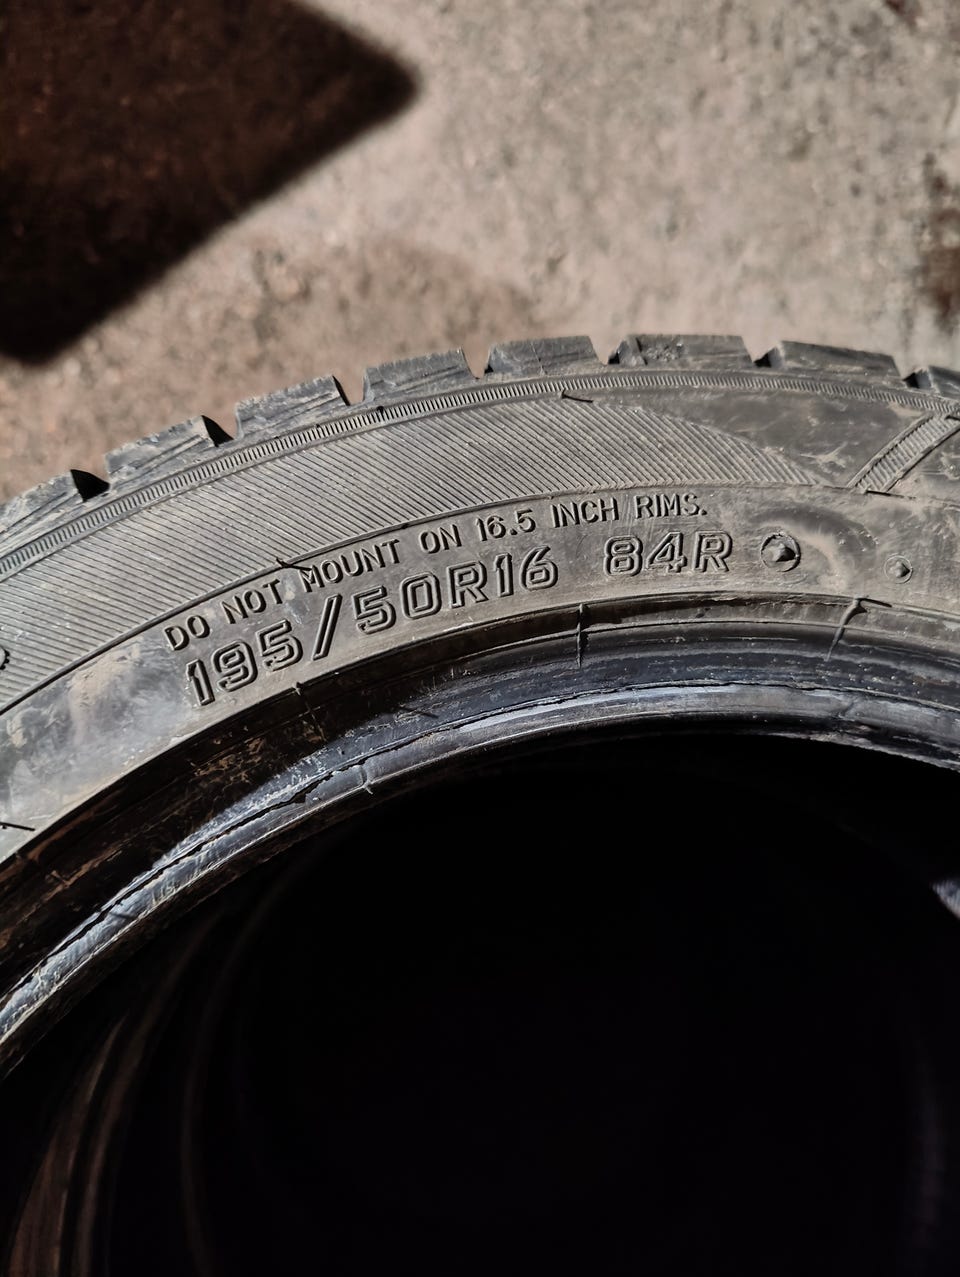 DO NOT MOUNT ON 16.5 INCH RIMS.
195/50R16 84R